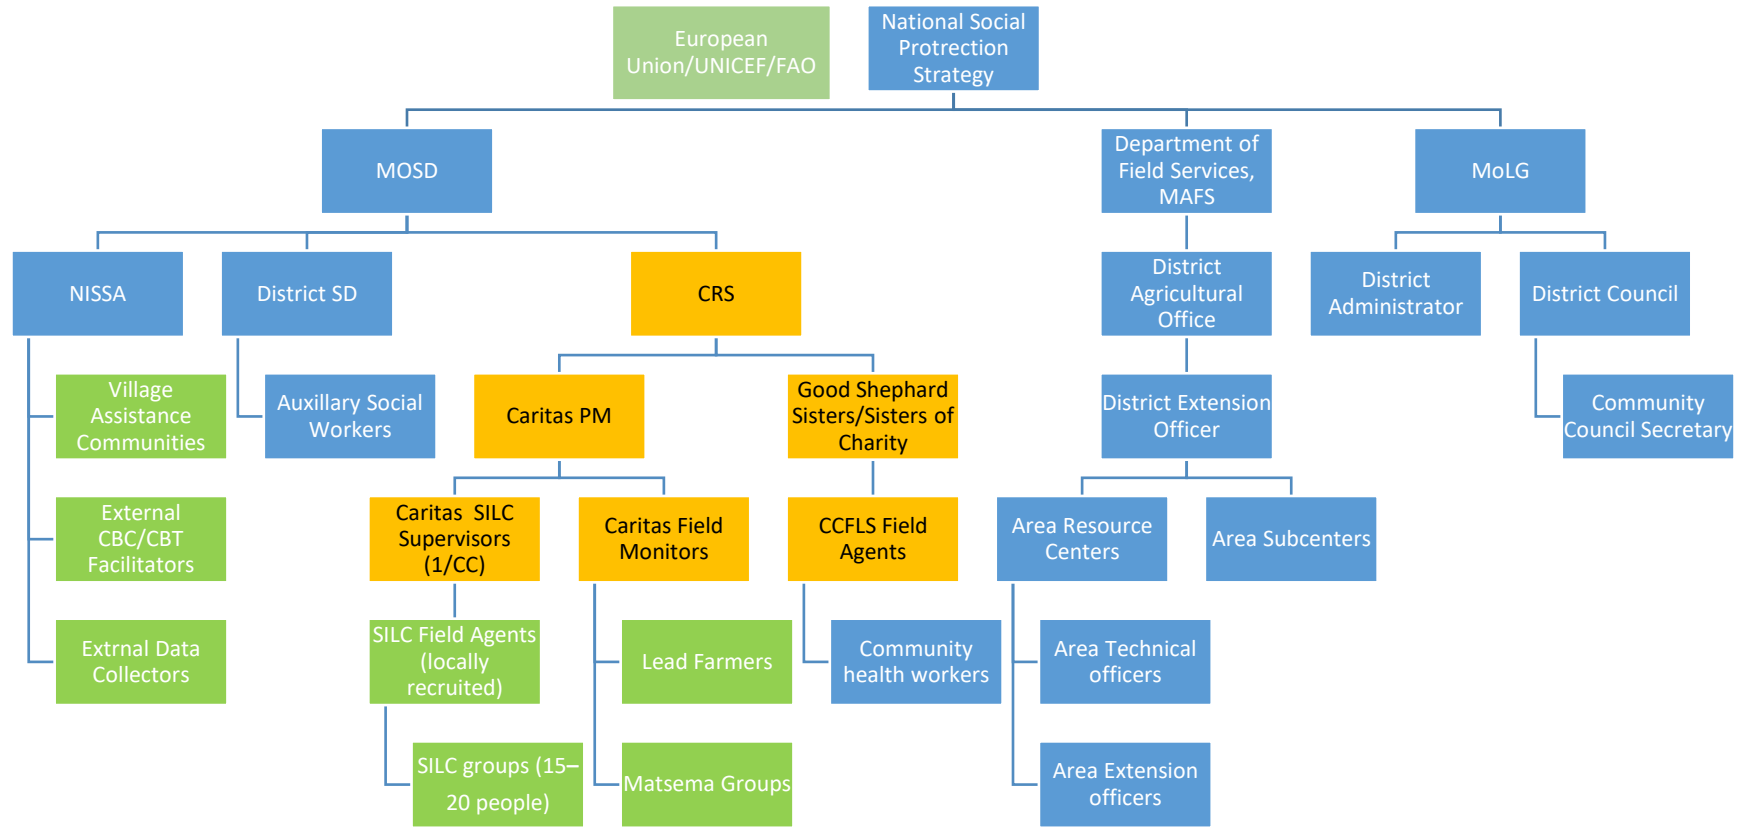 European
Union/UNICEF/FAO
National Social
Protrection
Strategy
MOSD
Department of
Field Services,
MAFS
MoLG
NISSA
District SD
CRS
District
Agricultural
Office
District
Administrator
District Council
Village
Assistance
Communities
Auxillary Social
Workers
Caritas PM
Good Shephard
Sisters/Sisters of
Charity
District Extension
Officer
Community
Council Secretary
External
CBC/CBT
Facilitators
Caritas  SILC
Supervisors
(1/CC)
Caritas Field
Monitors
CCFLS Field
Agents
Area Resource
Centers
Area Subcenters
Extrnal Data
Collectors
SILC Field Agents
(locally
recruited)
Lead Farmers
Community
health workers
Area Technical
officers
SILC groups (15–
20 people)
Matsema Groups
Area Extension
officers